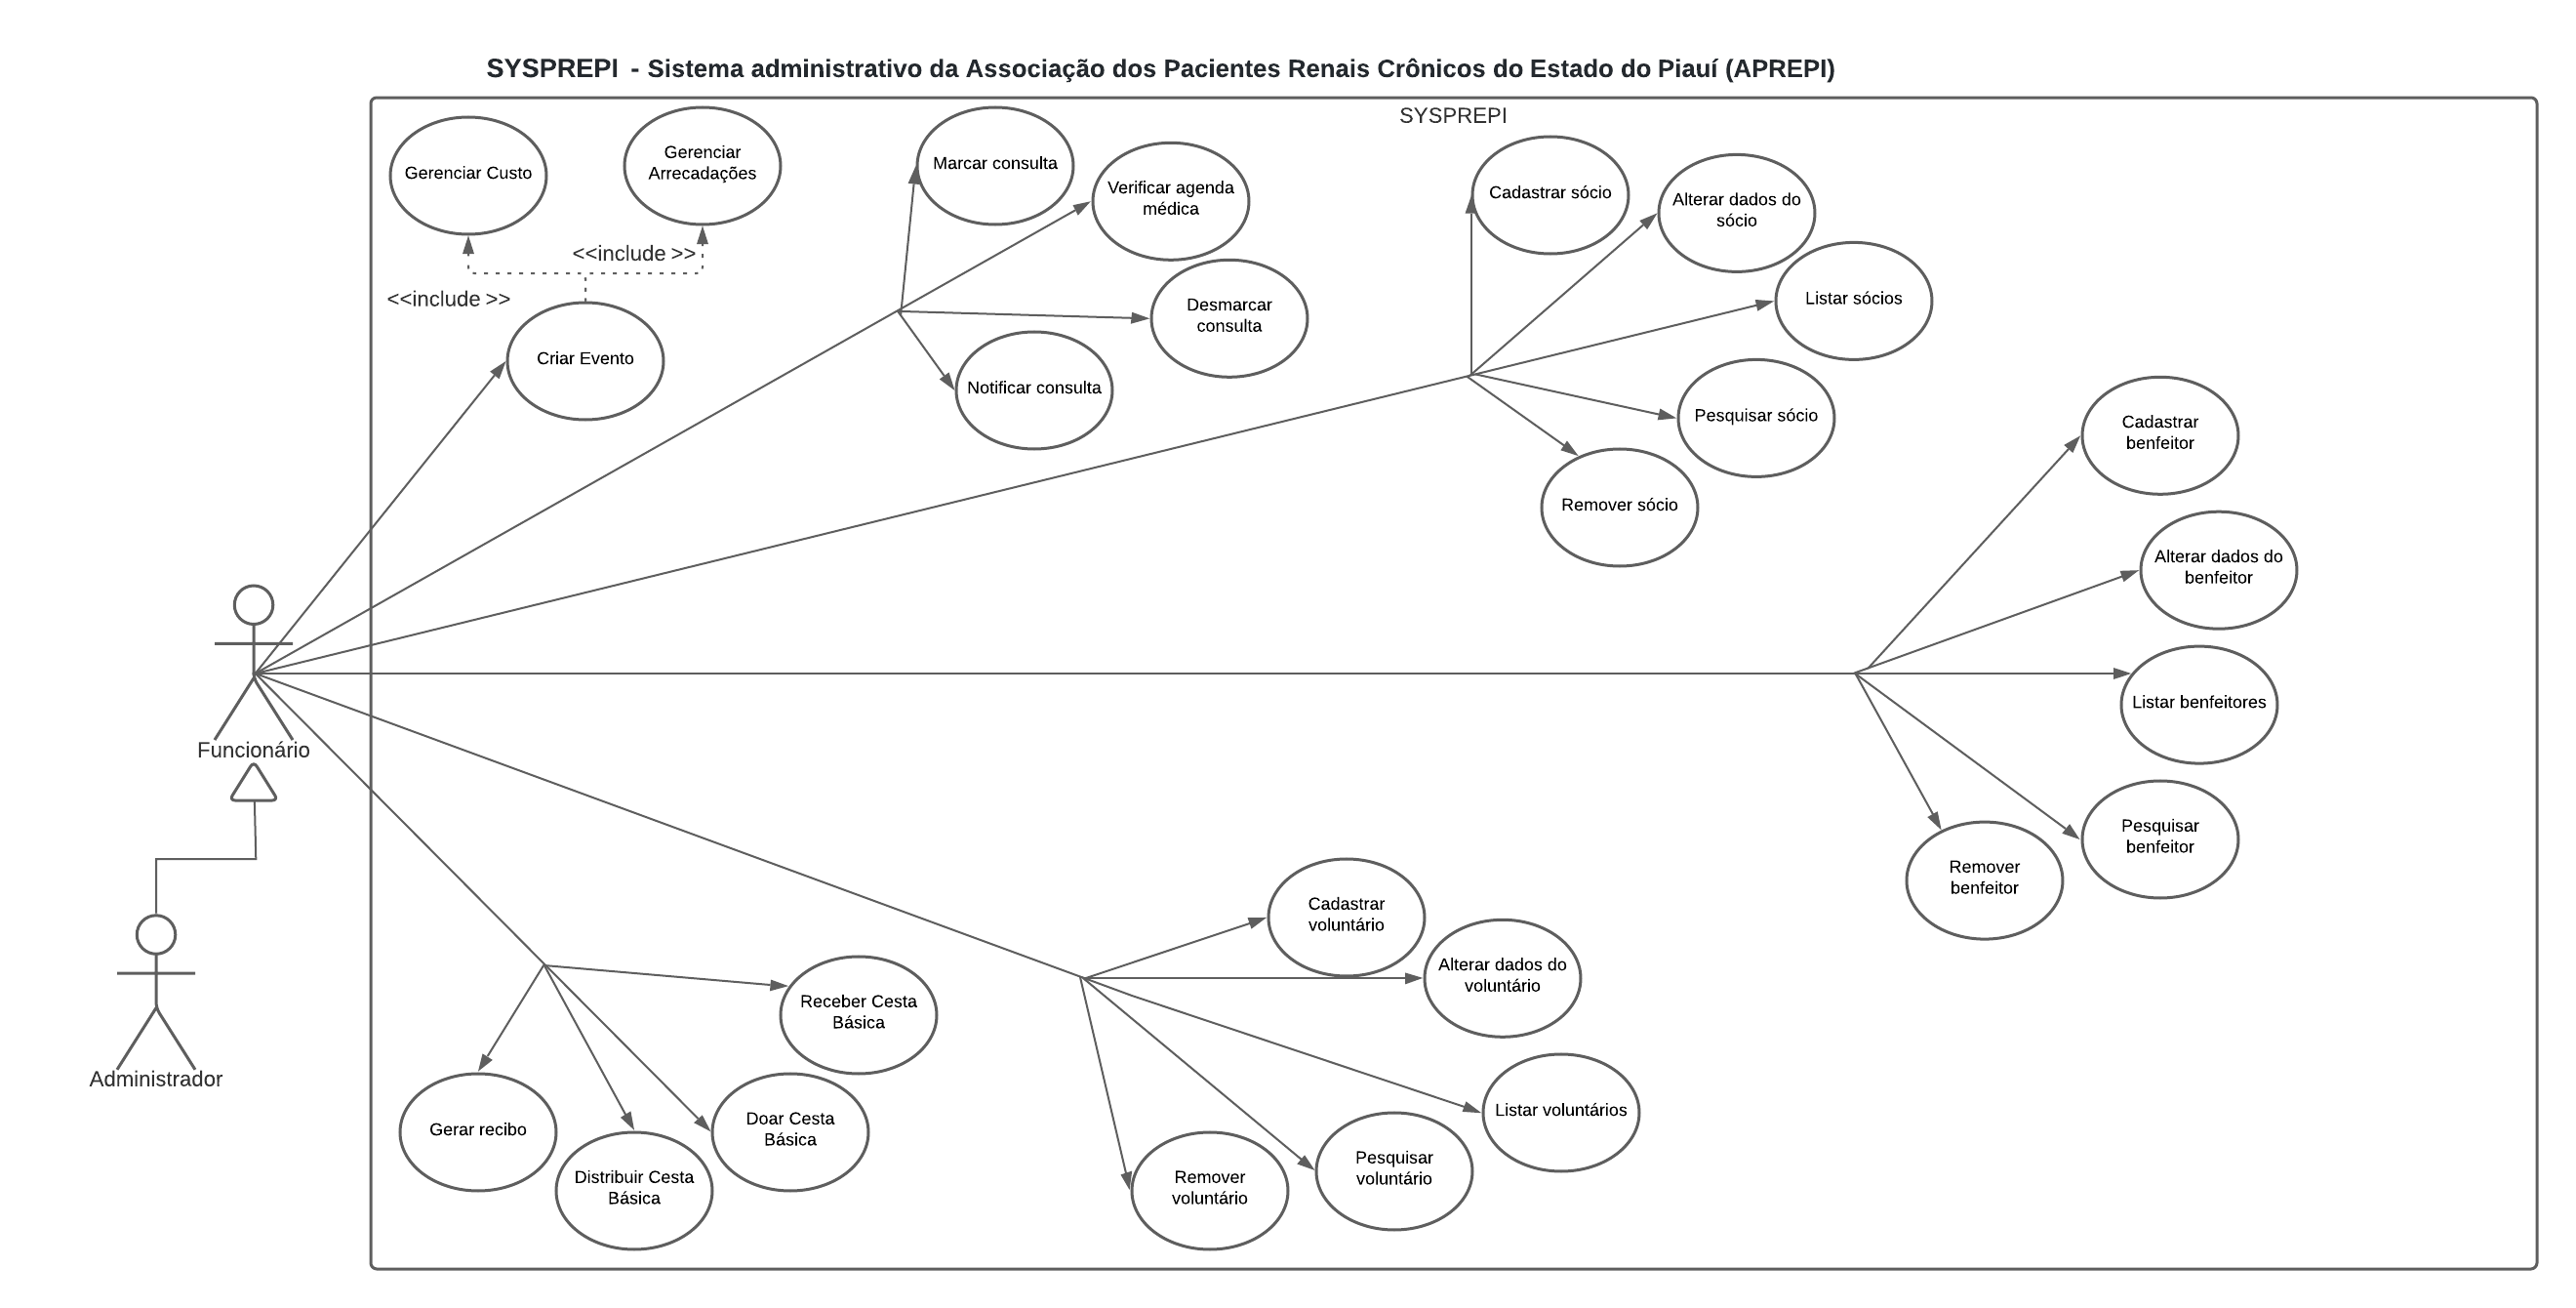 SYSPREPI - Sistema administrativo da Associação dos Pacientes Renais Crônicos do Estado do Piauí (APREPI)
SYSPREPI
Gerenciar Custo
Gerenciar
Arrecadações
<<include >>
<<include >>
Criar Evento
Marcar consulta
Verificar agenda
médica
Desmarcar
consulta
Notificar consulta
Cadastrar sócio
Alterar dados do
sócio
Listar sócios
Pesquisar sócio
Remover sócio
Cadastrar
benfeitor
Alterar dados do
benfeitor
Listar benfeitores
Pesquisar
benfeitor
Remover
benfeitor
Funcionário
Administrador
Receber Cesta
Básica
Doar Cesta
Básica
Distribuir Cesta
Básica
Gerar recibo
Cadastrar
voluntário
Alterar dados do
voluntário
Listar voluntários
Pesquisar
voluntário
Remover
voluntário